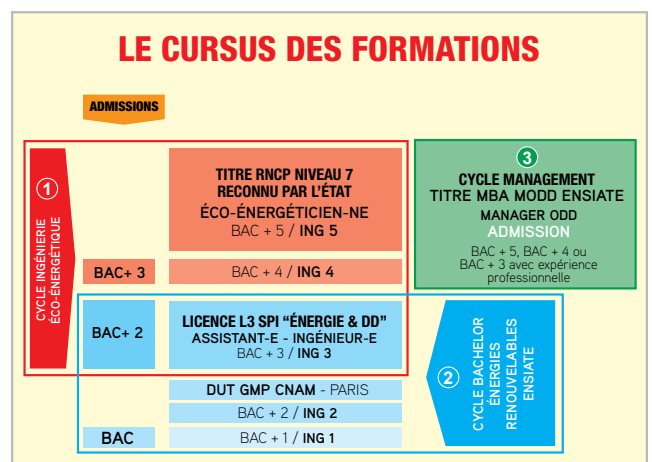 LE CURSUS DES FORMATIONS
ADMISSIONS
1
CYCLE INGÉNIERIE
ÉCO-ÉNERGÉTIQUE
TITRE RNCP NIVEAU 7
RECONNU PAR L'ÉTAT
ÉCO-ÉNERGÉTICIEN-NE
BAC + 5 / ING 5
BAC+ 3
BAC + 4 / ING 4
3
CYCLE MANAGEMENT
TITRE MBA MODD ENSIATE
MANAGER ODD
ADMISSION
BAC + 5, BAC + 4 ou
BAC + 3 avec expérience
professionnelle
BAC+ 2
LICENCE L3 SPI “ÉNERGIE & DD”
ASSISTANT-E - INGÉNIEUR-E
BAC + 3 / ING 3
DUT GMP CNAM - PARIS
BAC + 2 / ING 2
BAC
BAC + 1 / ING 1
2
CYCLE BACHELOR
ÉNERGIES
RENOUVELABLES
ENSIATE